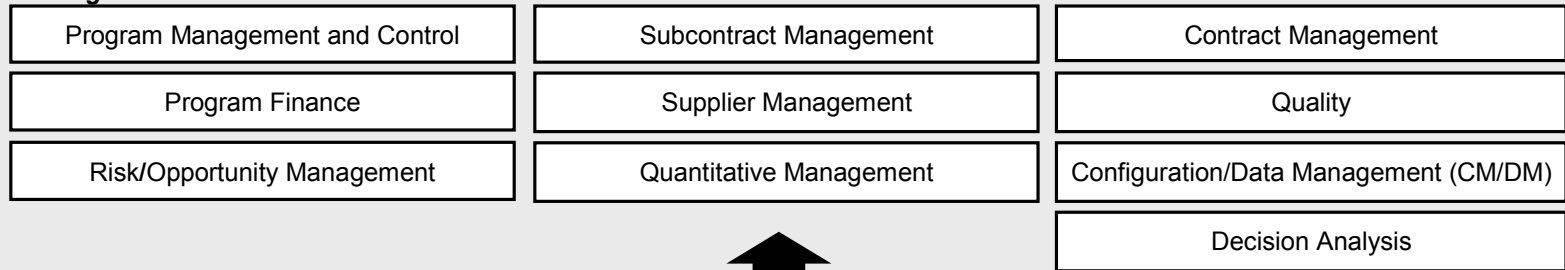 Program Management and Control
Subcontract Management
Contract Management
Program Finance
Supplier Management
Quality
Risk/Opportunity Management
Quantitative Management
Configuration/Data Management (CM/DM)
Decision Analysis